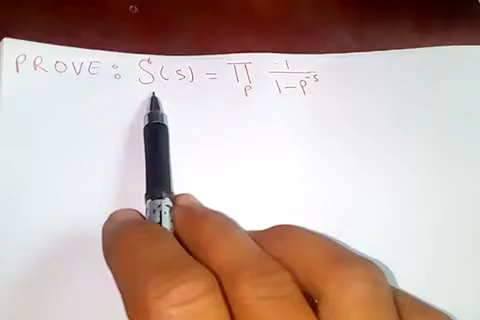 PROVE: ζ(s) = ∏_p 1/(1-p^-s)